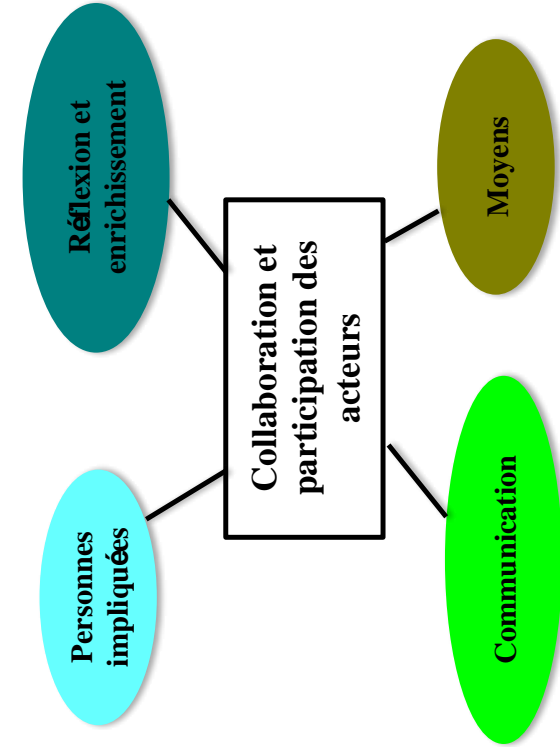 Personnes
impliquées
Réflexion et
enrichissement
Collaboration et
participation des
acteurs
Communication
Moyens